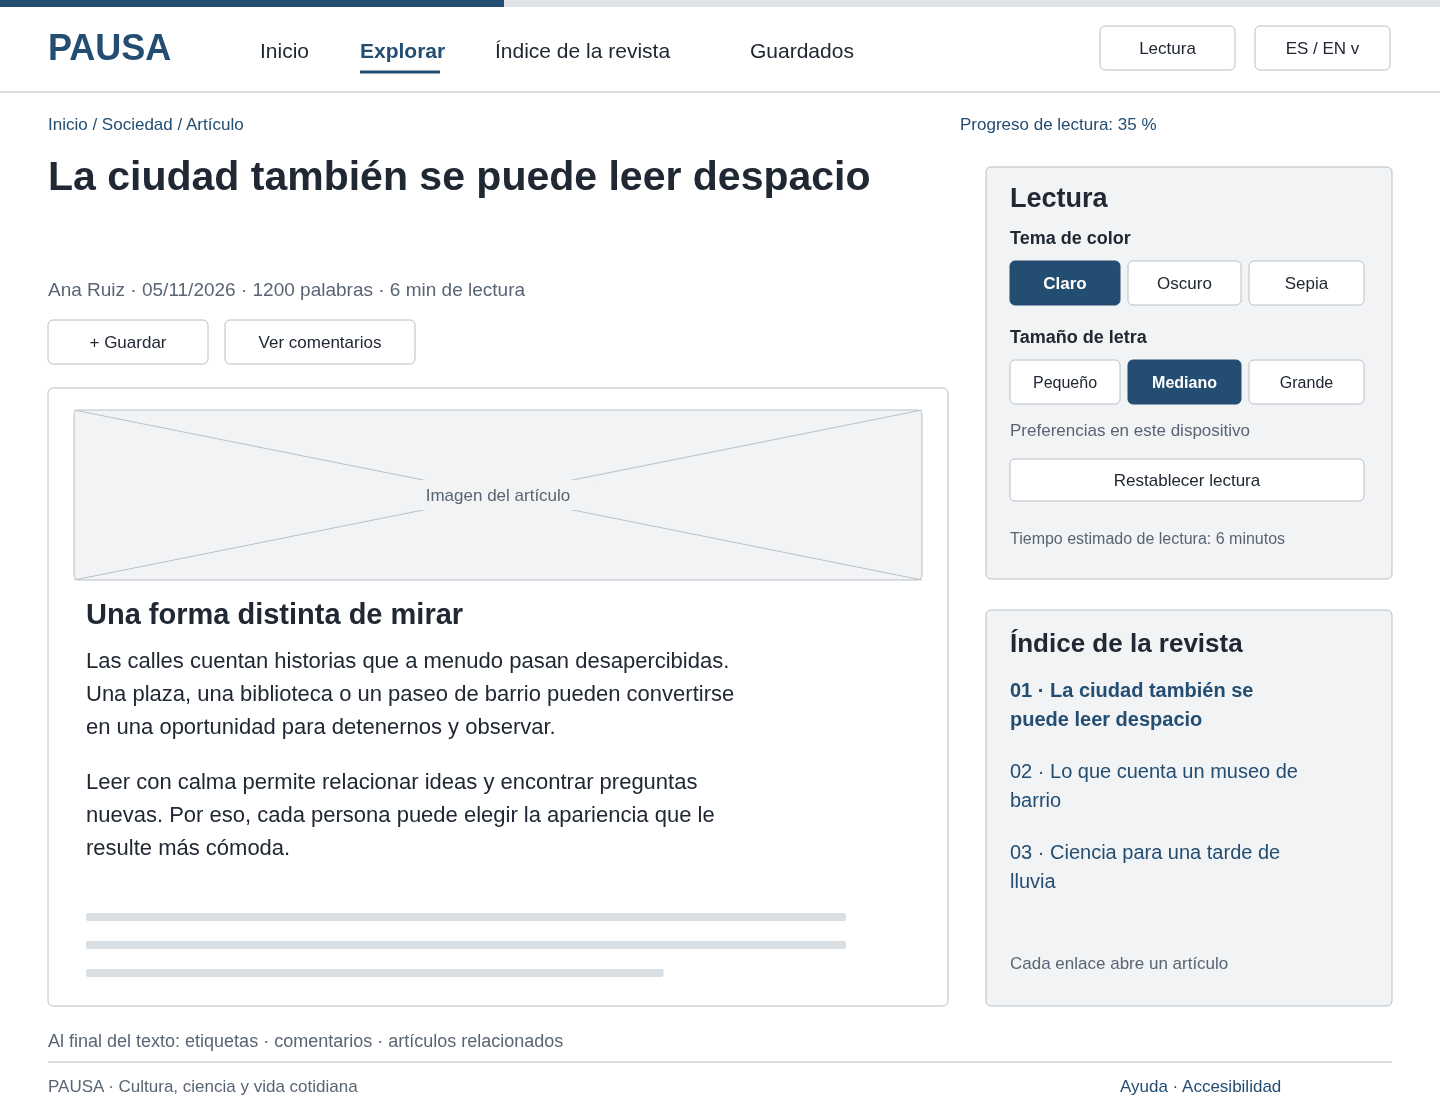 PAUSA
Inicio
Explorar
Índice de la revista
Guardados
Lectura
ES / EN v
Inicio / Sociedad / Artículo
Progreso de lectura: 35 %
La ciudad también se puede leer despacio
Ana Ruiz · 05/11/2026 · 1200 palabras · 6 min de lectura
+ Guardar
Ver comentarios
Imagen del artículo
Una forma distinta de mirar
Las calles cuentan historias que a menudo pasan desapercibidas.
Una plaza, una biblioteca o un paseo de barrio pueden convertirse
en una oportunidad para detenernos y observar.
Leer con calma permite relacionar ideas y encontrar preguntas
nuevas. Por eso, cada persona puede elegir la apariencia que le
resulte más cómoda.
Lectura
Tema de color
Claro
Oscuro
Sepia
Tamaño de letra
Pequeño
Mediano
Grande
Preferencias en este dispositivo
Restablecer lectura
Tiempo estimado de lectura: 6 minutos
Índice de la revista
01 · La ciudad también se
puede leer despacio
02 · Lo que cuenta un museo de
barrio
03 · Ciencia para una tarde de
lluvia
Cada enlace abre un artículo
Al final del texto: etiquetas · comentarios · artículos relacionados
PAUSA · Cultura, ciencia y vida cotidiana
Ayuda · Accesibilidad